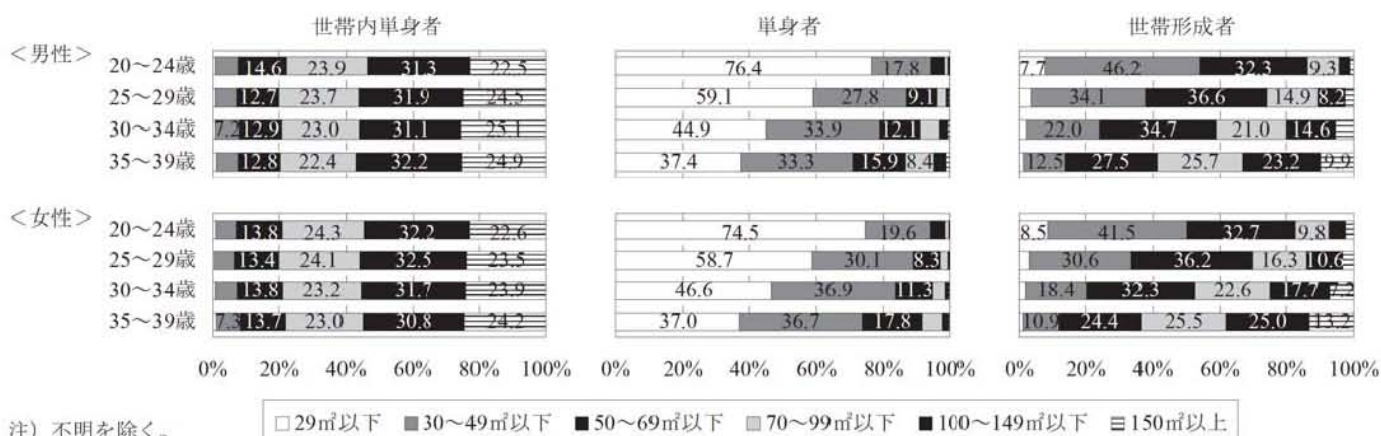 世帯内単身者 単身者 世帯形成者
<男性>
20～24歳 14.6 23.9 31.3 22.5 76.4 17.8 7.7 46.2 32.3 9.3
25～29歳 12.7 23.7 31.9 24.5 59.1 27.8 9.1 34.1 36.6 14.9 8.2
30～34歳 7.2 12.9 23.0 31.1 25.1 44.9 33.9 12.1 22.0 34.7 21.0 14.6
35～39歳 12.8 22.4 32.2 24.9 37.4 33.3 15.9 8.4 12.5 27.5 25.7 23.2 9.9
<女性>
20～24歳 13.8 24.3 32.2 22.6 74.5 19.6 8.5 41.5 32.7 9.8
25～29歳 13.4 24.1 32.5 23.5 58.7 30.1 8.3 30.6 36.2 16.3 10.6
30～34歳 13.8 23.2 31.7 23.9 46.6 36.9 11.3 18.4 32.3 22.6 17.7 7.2
35～39歳 7.3 13.7 23.0 30.8 24.2 37.0 36.7 17.8 10.9 24.4 25.5 25.0 13.2
0% 20% 40% 60% 80% 100% 0% 20% 40% 60% 80% 100% 0% 20% 40% 60% 80% 100%
注）不明を除く。 29㎡以下 30～49㎡以下 50～69㎡以下 70～99㎡以下 100～149㎡以下 150㎡以上